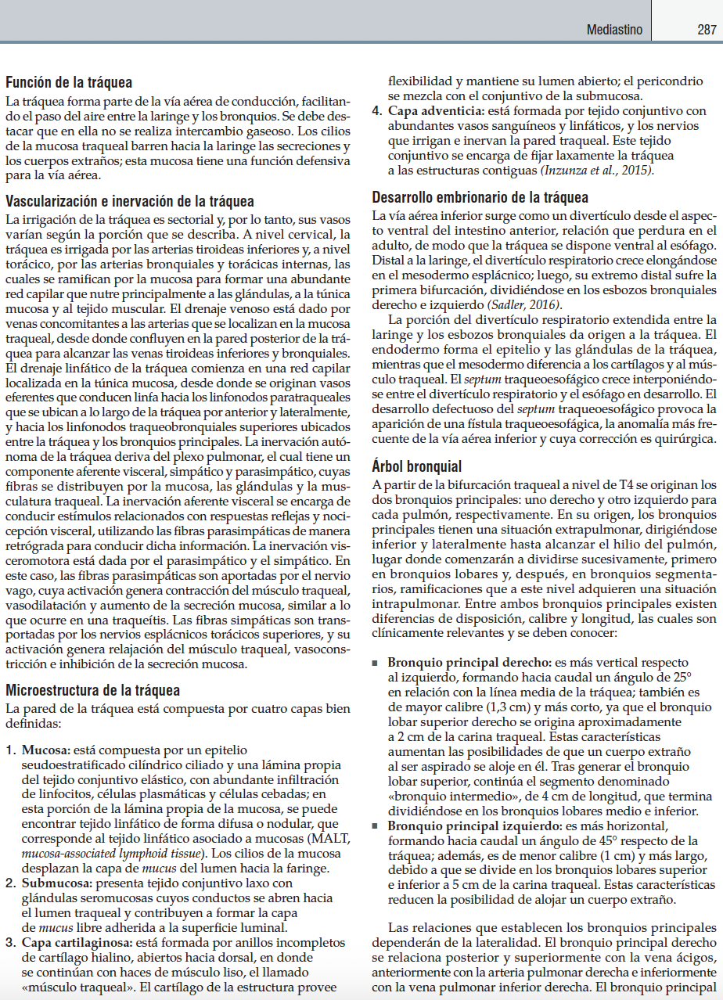 Mediastino
287
Función de la tráquea
La tráquea forma parte de la vía aérea de conducción, facilitan-
do el paso del aire entre la laringe y los bronquios. Se debe des-
tacar que en ella no se realiza intercambio gaseoso. Los cilios
de la mucosa traqueal barren hacia la laringe las secreciones y
los cuerpos extraños; esta mucosa tiene una función defensiva
para la vía aérea.
Vascularización e inervación de la tráquea
La irrigación de la tráquea es sectorial y, por lo tanto, sus vasos
varían según la porción que se describa. A nivel cervical, la
tráquea es irrigada por las arterias tiroideas inferiores y, a nivel
torácico, por las arterias bronquiales y torácicas internas, las
cuales se ramifican por la mucosa para formar una abundante
red capilar que nutre principalmente a las glándulas, a la túnica
mucosa y al tejido muscular. El drenaje venoso está dado por
venas concomitantes a las arterias que se localizan en la mucosa
traqueal, desde donde confluyen en la pared posterior de la trá-
quea para alcanzar las venas tiroideas inferiores y bronquiales.
El drenaje linfático de la tráquea comienza en una red capilar
localizada en la túnica mucosa, desde donde se originan vasos
eferentes que conducen linfa hacia los linfonodos paratraqueales
que se ubican a lo largo de la tráquea por anterior y lateralmente,
y hacia los linfonodos traqueobronquiales superiores ubicados
entre la tráquea y los bronquios principales. La inervación autó-
noma de la tráquea deriva del plexo pulmonar, el cual tiene un
componente aferente visceral, simpático y parasimpático, cuyas
fibras se distribuyen por la mucosa, las glándulas y la mus-
culatura traqueal. La inervación aferente visceral se encarga de
conducir estímulos relacionados con respuestas reflejas y noci-
cepción visceral, utilizando las fibras parasimpáticas de manera
retrógrada para conducir dicha información. La inervación vis-
ceromotora está dada por el parasimpático y el simpático. En
este caso, las fibras parasimpáticas son aportadas por el nervio
vago, cuya activación genera contracción del músculo traqueal,
vasodilatación y aumento de la secreción mucosa, similar a lo
que ocurre en una traqueítis. Las fibras simpáticas son trans-
portadas por los nervios esplácnicos torácicos superiores, y su
activación genera relajación del músculo traqueal, vasocons-
tricción e inhibición de la secreción mucosa.
Microestructura de la tráquea
La pared de la tráquea está compuesta por cuatro capas bien
definidas:
1. Mucosa: está compuesta por un epitelio
seudoestratificado cilíndrico ciliado y una lámina propia
del tejido conjuntivo elástico, con abundante infiltración
de linfocitos, células plasmáticas y células cebadas; en
esta porción de la lámina propia de la mucosa, se puede
encontrar tejido linfático de forma difusa o nodular, que
corresponde al tejido linfático asociado a mucosas (MALT,
mucosa-associated lymphoid tissue). Los cilios de la mucosa
desplazan la capa de mucus del lumen hacia la faringe.
2. Submucosa: presenta tejido conjuntivo laxo con
glándulas seromucosas cuyos conductos se abren hacia
el lumen traqueal y contribuyen a formar la capa
de mucus libre adherida a la superficie luminal.
3. Capa cartilaginosa: está formada por anillos incompletos
de cartílago hialino, abiertos hacia dorsal, en donde
se continúan con haces de músculo liso, el llamado
«músculo traqueal». El cartílago de la estructura provee
flexibilidad y mantiene su lumen abierto; el pericondrio
se mezcla con el conjuntivo de la submucosa.
4. Capa adventicia: está formada por tejido conjuntivo con
abundantes vasos sanguíneos y linfáticos, y los nervios
que irrigan e inervan la pared traqueal. Este tejido
conjuntivo se encarga de fijar laxamente la tráquea
a las estructuras contiguas (Inzunza et al., 2015).
Desarrollo embrionario de la tráquea
La vía aérea inferior surge como un divertículo desde el aspec-
to ventral del intestino anterior, relación que perdura en el
adulto, de modo que la tráquea se dispone ventral al esófago.
Distal a la laringe, el divertículo respiratorio crece elongándose
en el mesodermo esplácnico; luego, su extremo distal sufre la
primera bifurcación, dividiéndose en los esbozos bronquiales
derecho e izquierdo (Sadler, 2016).
La porción del divertículo respiratorio extendida entre la
laringe y los esbozos bronquiales da origen a la tráquea. El
endodermo forma el epitelio y las glándulas de la tráquea,
mientras que el mesodermo diferencia a los cartílagos y al mús-
culo traqueal. El septum traqueoesofágico crece interponiéndo-
se entre el divertículo respiratorio y el esófago en desarrollo. El
desarrollo defectuoso del septum traqueoesofágico provoca la
aparición de una fístula traqueoesofágica, la anomalía más fre-
cuente de la vía aérea inferior y cuya corrección es quirúrgica.
Árbol bronquial
A partir de la bifurcación traqueal a nivel de T4 se originan los
dos bronquios principales: uno derecho y otro izquierdo para
cada pulmón, respectivamente. En su origen, los bronquios
principales tienen una situación extrapulmonar, dirigiéndose
inferior y lateralmente hasta alcanzar el hilio del pulmón,
lugar donde comenzarán a dividirse sucesivamente, primero
en bronquios lobares y, después, en bronquios segmenta-
rios, ramificaciones que a este nivel adquieren una situación
intrapulmonar. Entre ambos bronquios principales existen
diferencias de disposición, calibre y longitud, las cuales son
clínicamente relevantes y se deben conocer:
■ Bronquio principal derecho: es más vertical respecto
al izquierdo, formando hacia caudal un ángulo de 25°
en relación con la línea media de la tráquea; también es
de mayor calibre (1,3 cm) y más corto, ya que el bronquio
lobar superior derecho se origina aproximadamente
a 2 cm de la carina traqueal. Estas características
aumentan las posibilidades de que un cuerpo extraño
al ser aspirado se aloje en él. Tras generar el bronquio
lobar superior, continúa el segmento denominado
«bronquio intermedio», de 4 cm de longitud, que termina
dividiéndose en los bronquios lobares medio e inferior.
■ Bronquio principal izquierdo: es más horizontal,
formando hacia caudal un ángulo de 45° respecto de la
tráquea; además, es de menor calibre (1 cm) y más largo,
debido a que se divide en los bronquios lobares superior
e inferior a 5 cm de la carina traqueal. Estas características
reducen la posibilidad de alojar un cuerpo extraño.
Las relaciones que establecen los bronquios principales
dependerán de la lateralidad. El bronquio principal derecho
se relaciona posterior y superiormente con la vena ácigos,
anteriormente con la arteria pulmonar derecha e inferiormente
con la vena pulmonar inferior derecha. El bronquio principal